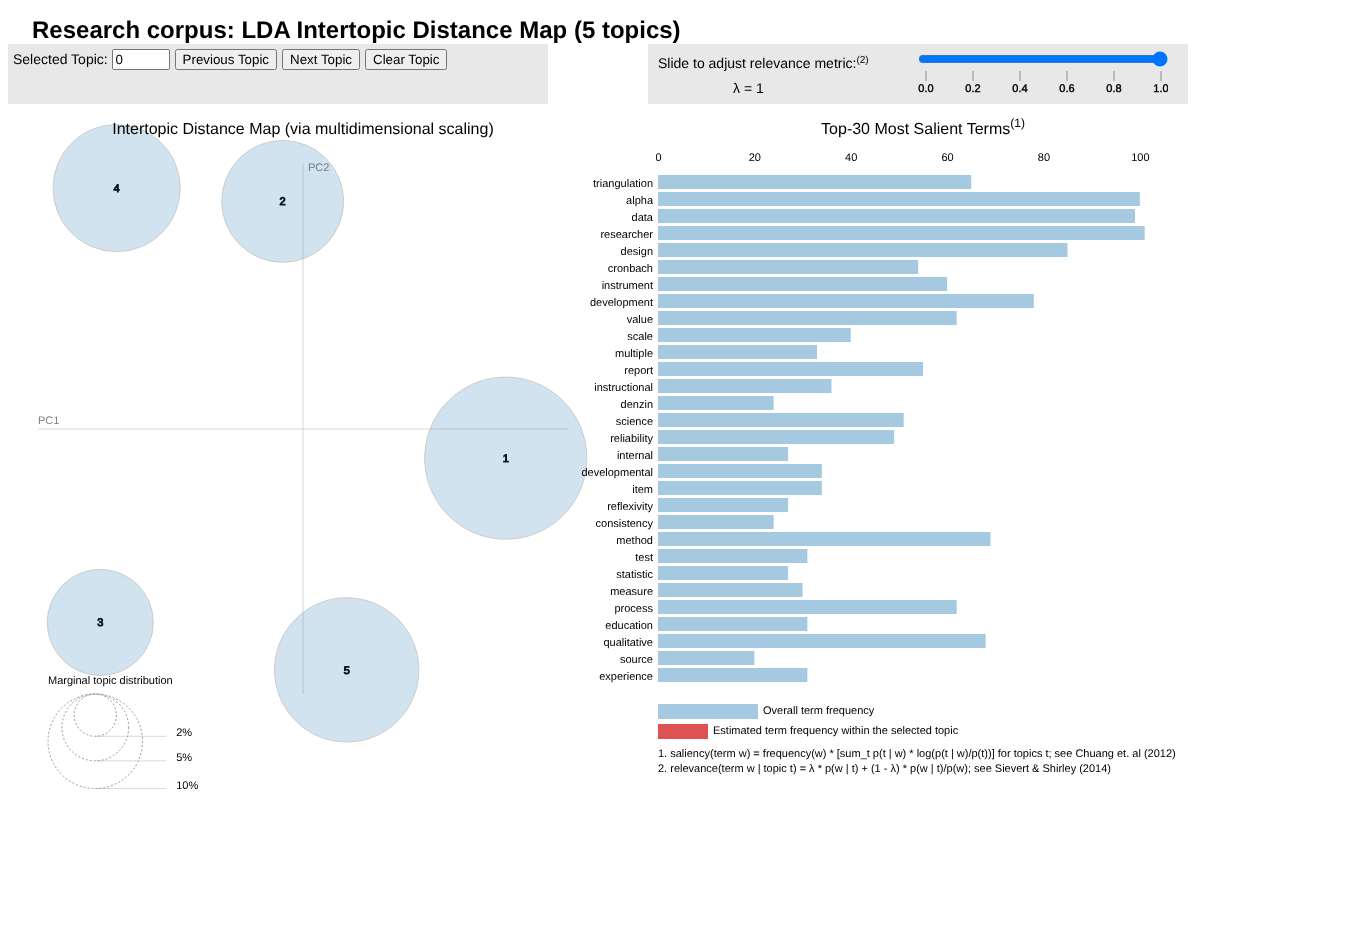 Research corpus: LDA Intertopic Distance Map (5 topics)
Selected Topic: 0 Previous Topic Next Topic Clear Topic
Slide to adjust relevance metric:(2)
λ = 1
0.0 0.2 0.4 0.6 0.8 1.0
Intertopic Distance Map (via multidimensional scaling)
PC2
PC1
4
2
1
3
5
Marginal topic distribution
2%
5%
10%
Top-30 Most Salient Terms(1)
0 20 40 60 80 100
triangulation
alpha
data
researcher
design
cronbach
instrument
development
value
scale
multiple
report
instructional
denzin
science
reliability
internal
developmental
item
reflexivity
consistency
method
test
statistic
measure
process
education
qualitative
source
experience
Overall term frequency
Estimated term frequency within the selected topic
1. saliency(term w) = frequency(w) * [sum_t p(t | w) * log(p(t | w)/p(t))] for topics t; see Chuang et. al (2012)
2. relevance(term w | topic t) = λ * p(w | t) + (1 - λ) * p(w | t)/p(w); see Sievert & Shirley (2014)